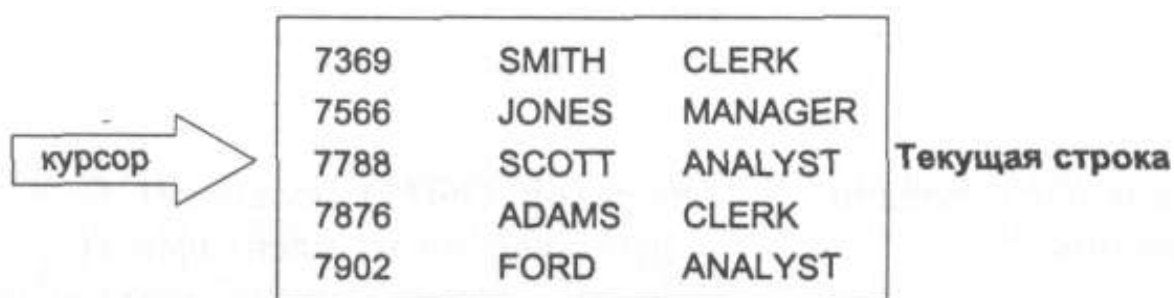 7369 SMITH CLERK
7566 JONES MANAGER
курсор 7788 SCOTT ANALYST Текущая строка
7876 ADAMS CLERK
7902 FORD ANALYST